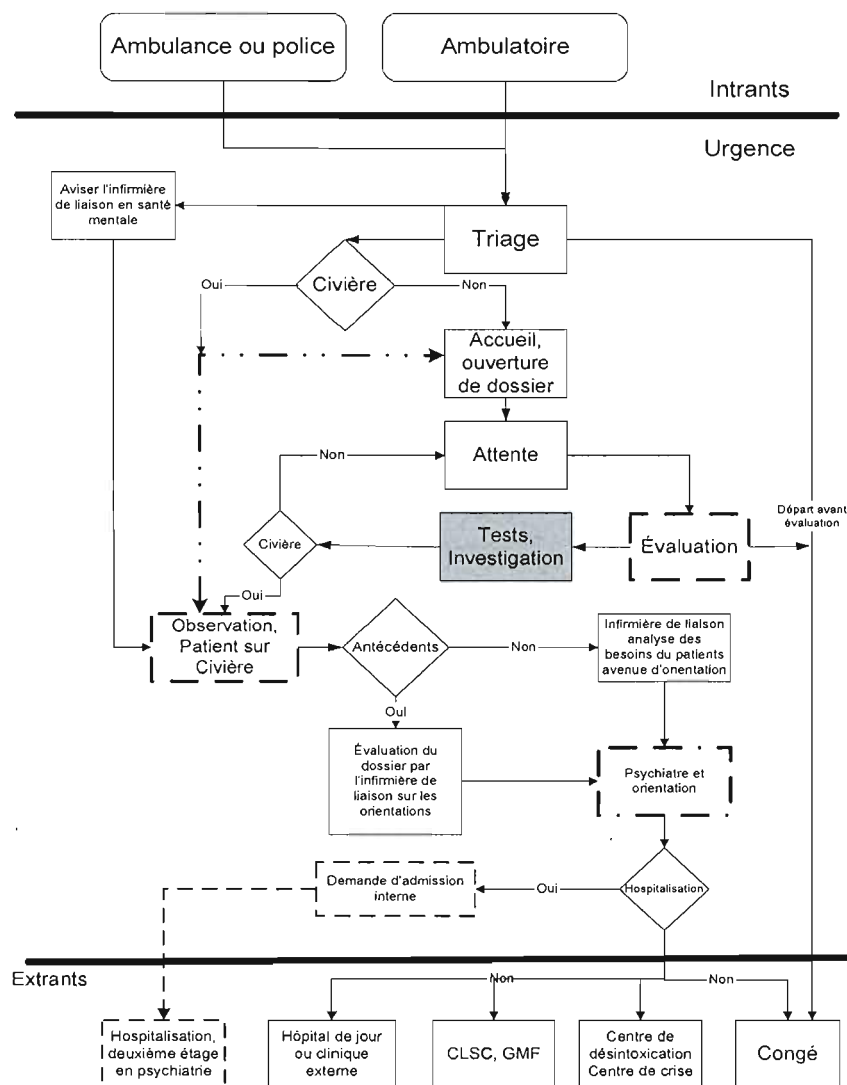 Ambulance ou police
Ambulatoire
Intrants
Urgence
Aviser l'infirmière
de liaison en santé
mentale
Triage
Oui
Civière
Non
Accueil,
ouverture
de dossier
Non
Attente
Départ avant
évaluation
Civière
Tests,
Investigation
Évaluation
Oui
Observation,
Patient sur
Civière
Antécédents
Non
Infirmière de liaison
analyse des
besoins du patients
avenue d'orientation
Oui
Évaluation du
dossier par
l'infirmière de
liaison sur les
orientations
Psychiatre et
orientation
Demande d'admission
interne
Oui
Hospitalisation
Extrants
Non
Non
Hospitalisation,
deuxième étage
en psychiatrie
Hôpital de jour
ou clinique
externe
CLSC, GMF
Centre de
désintoxication
Centre de crise
Congé